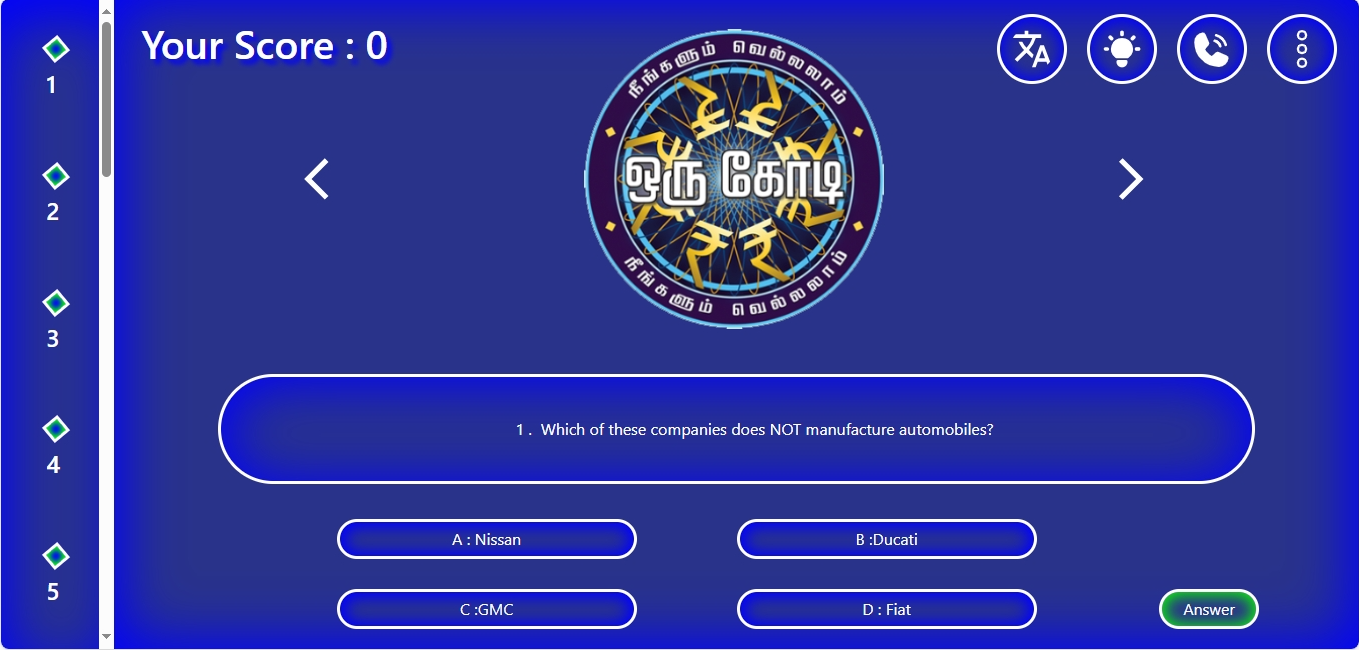 Your Score : 0
1
2
3
4
5
நீங்களும் வெல்லலாம்
ஒரு கோடி
நீங்களும் வெல்லலாம்
1 . Which of these companies does NOT manufacture automobiles?
A : Nissan
B :Ducati
C :GMC
D : Fiat
Answer